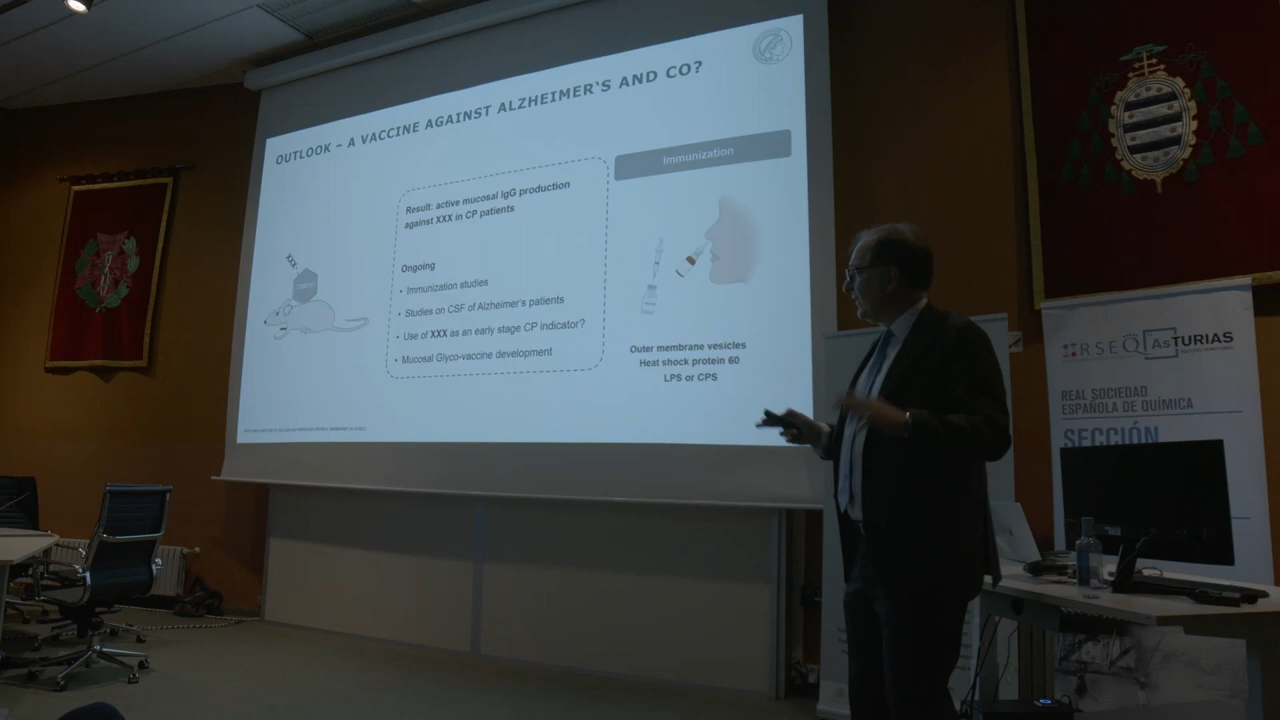 OUTLOOK – A VACCINE AGAINST ALZHEIMER'S AND CO?
Immunization
Result: active mucosal IgG production
against XXX in CP patients
Ongoing
• Immunization studies
• Studies on CSF of Alzheimer's patients
• Use of XXX as an early stage CP indicator?
• Mucosal Glyco-vaccine development
XXX
Outer membrane vesicles
Heat shock protein 60
LPS or CPS
RSEQ AsTURIAS
REAL SOCIEDAD
ESPAÑOLA DE QUÍMICA
SECCIÓN